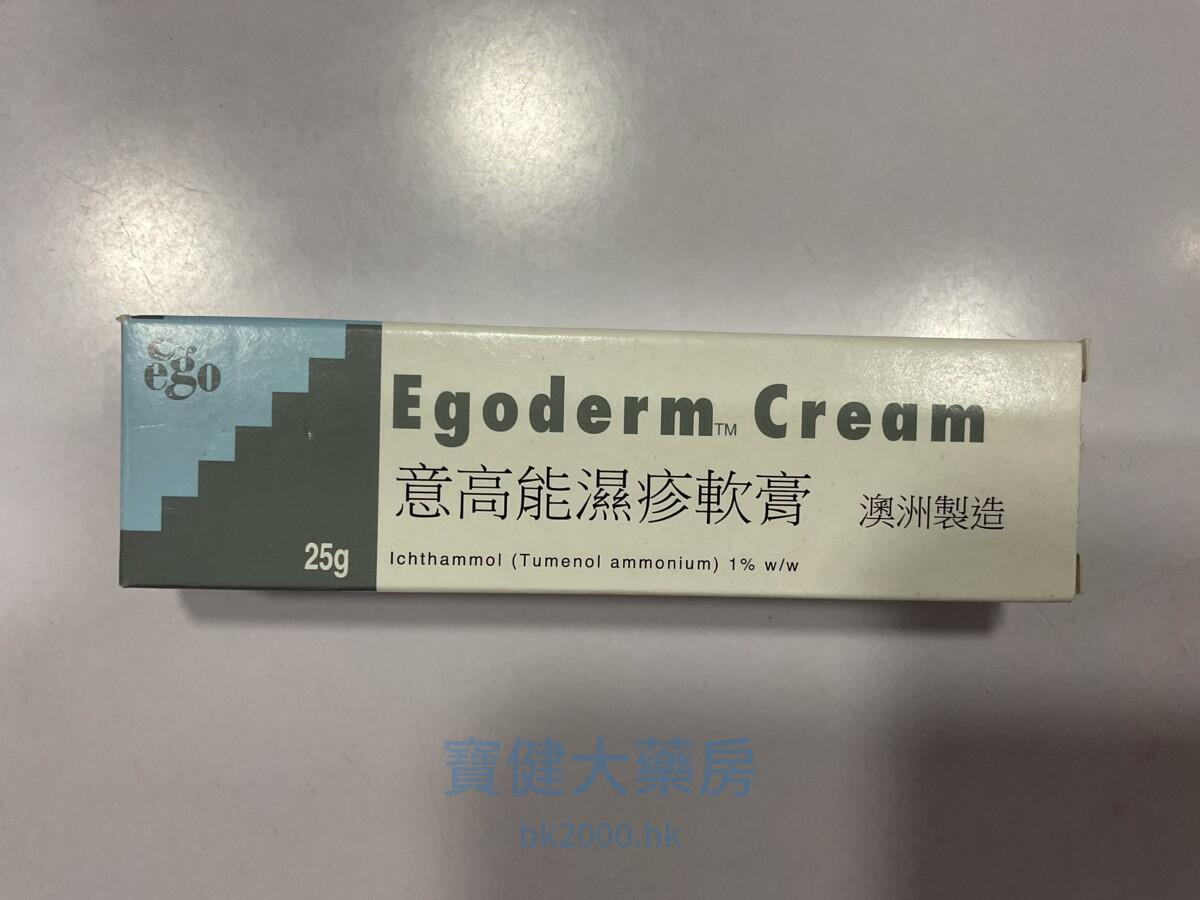 ego
Egoderm™ Cream
意高能濕疹軟膏 澳洲製造
25g
Ichthammol (Tumenol ammonium) 1% w/w
寶健大藥房
bk2000.hk